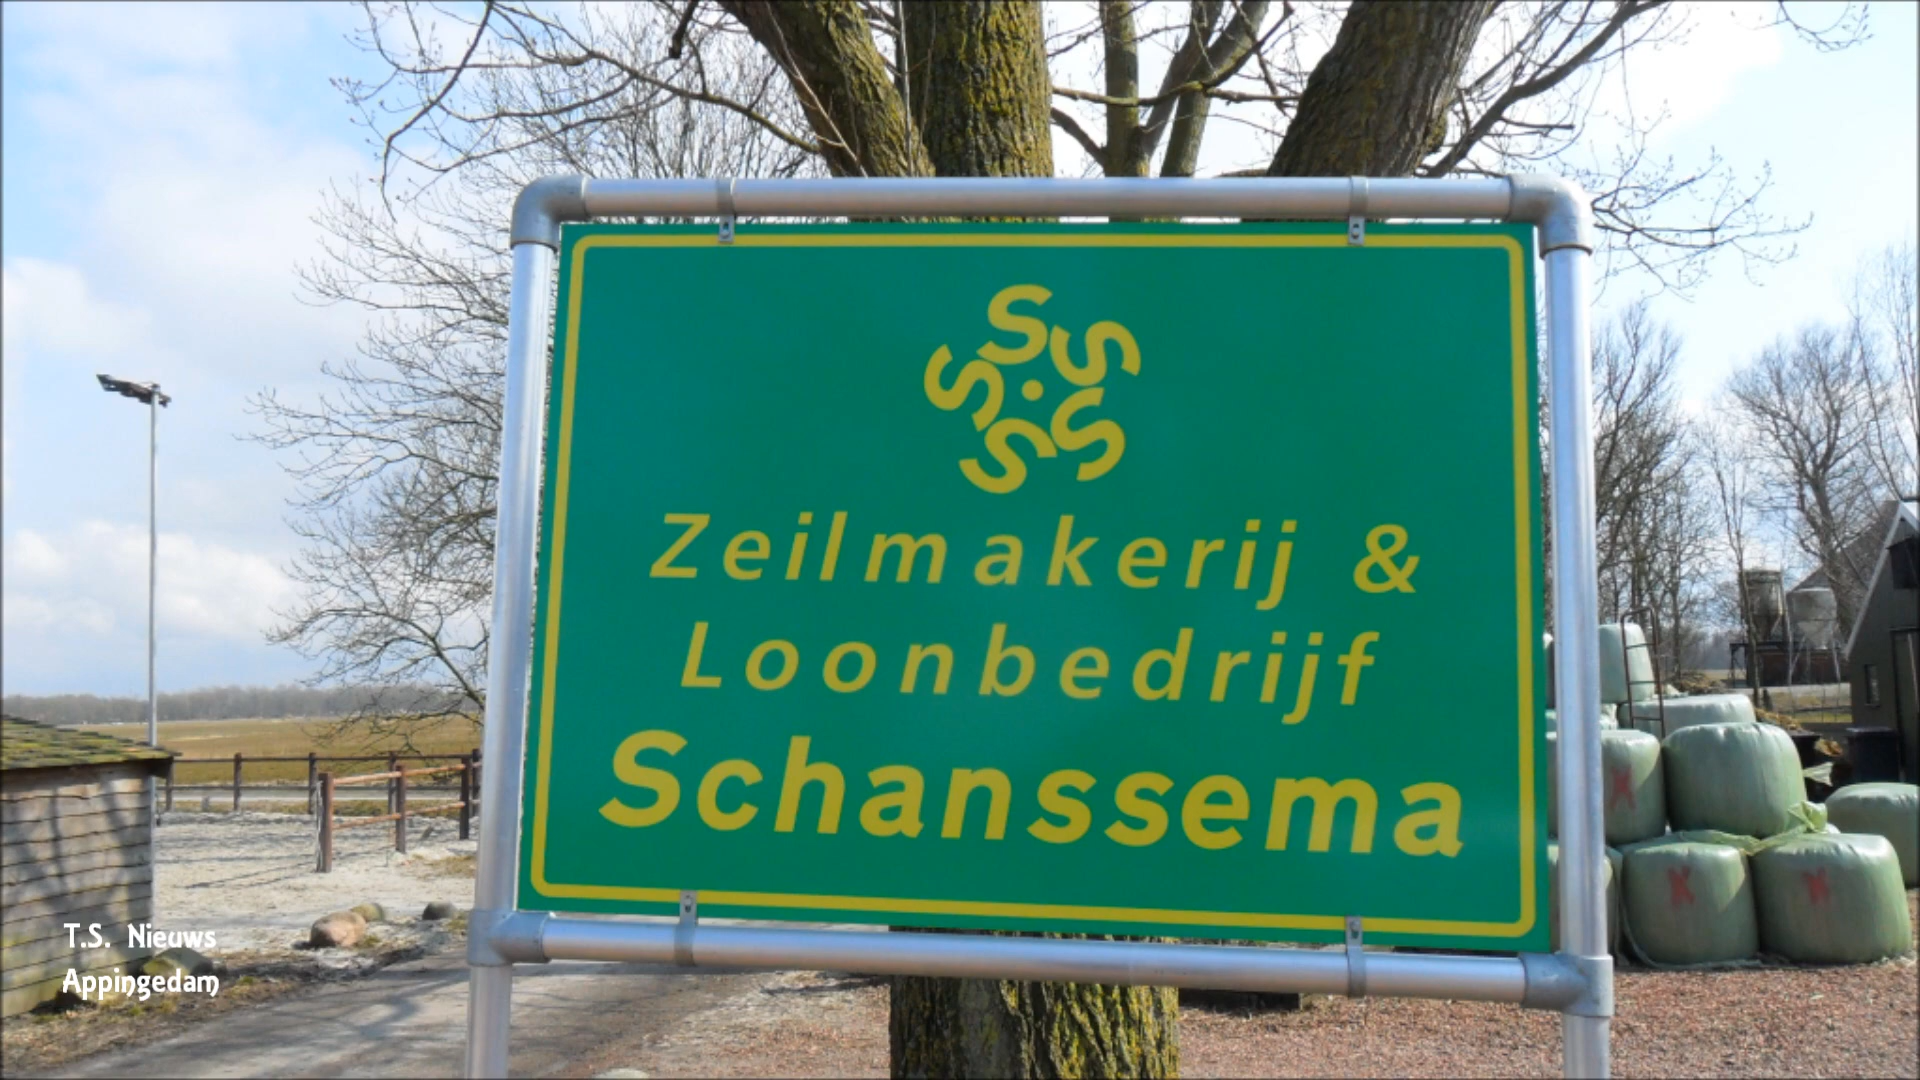 S S S S S
Zeilmakerij &
Loonbedrijf
Schanssema
T.S. Nieuws
Appingedam